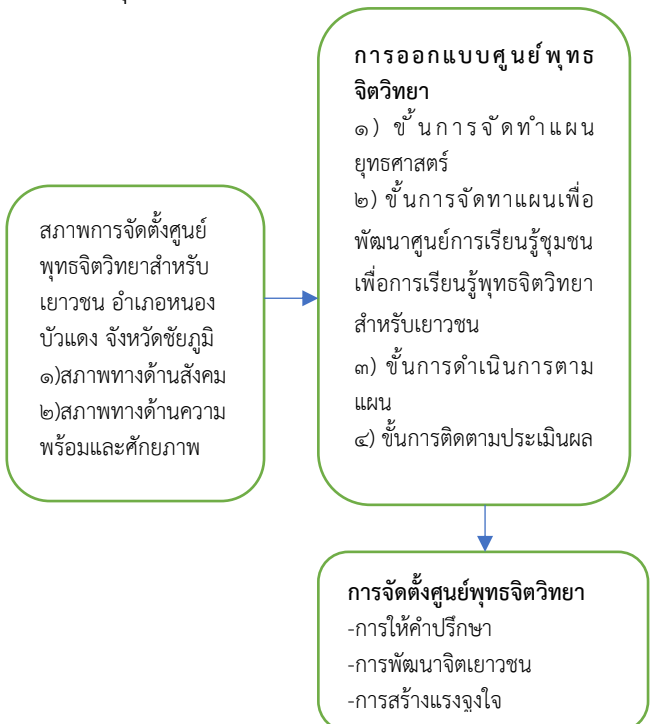 สภาพการจัดตั้งศูนย์
พุทธจิตวิทยาสำหรับ
เยาวชน อำเภอหนอง
บัวแดง จังหวัดชัยภูมิ
๑)สภาพทางด้านสังคม
๒)สภาพทางด้านความ
พร้อมและศักยภาพ
การออกแบบศูนย์พุทธ
จิตวิทยา
๑) ขั้นการจัดทำแผน
ยุทธศาสตร์
๒) ขั้นการจัดทาแผนเพื่อ
พัฒนาศูนย์การเรียนรู้ชุมชน
เพื่อการเรียนรู้พุทธจิตวิทยา
สำหรับเยาวชน
๓) ขั้นการดำเนินการตาม
แผน
๔) ขั้นการติดตามประเมินผล
การจัดตั้งศูนย์พุทธจิตวิทยา
-การให้คำปรึกษา
-การพัฒนาจิตเยาวชน
-การสร้างแรงจูงใจ